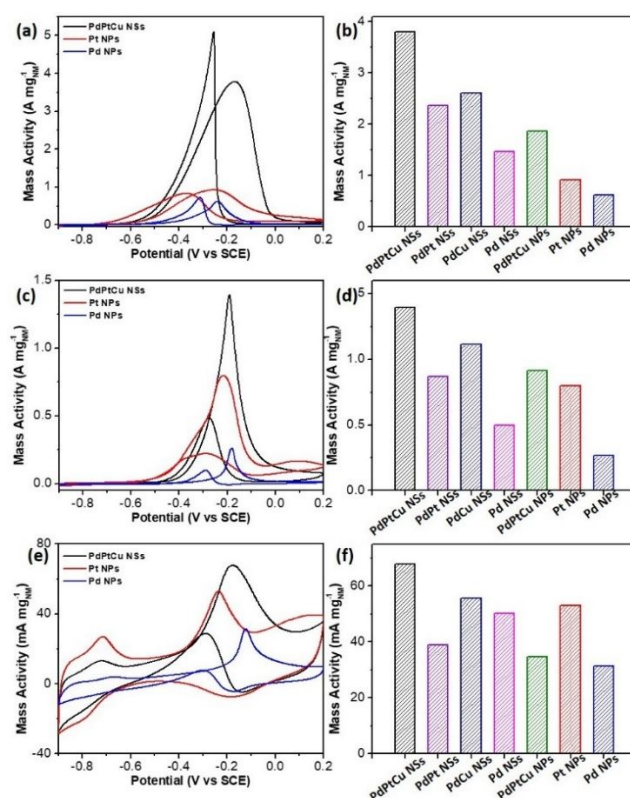 (a)
PdPtCu NSs
Pt NPs
Pd NPs
Mass Activity (A mg⁻¹NM)
5
4
3
2
1
0
-0.8 -0.6 -0.4 -0.2 0.0 0.2
Potential (V vs SCE)
(b)
Mass Activity (A mg⁻¹NM)
4
3
2
1
0
PdPtCu NSs
PdPt NSs
PdCu NSs
Pd NSs
PdPtCu NPs
Pt NPs
Pd NPs
(c)
PdPtCu NSs
Pt NPs
Pd NPs
Mass Activity (A mg⁻¹NM)
1.5
1.0
0.5
0.0
-0.8 -0.6 -0.4 -0.2 0.0 0.2
Potential (V vs SCE)
(d)
Mass Activity (A mg⁻¹NM)
1.0
0.5
0.0
PdPtCu NSs
PdPt NSs
PdCu NSs
Pd NSs
PdPtCu NPs
Pt NPs
Pd NPs
(e)
PdPtCu NSs
Pt NPs
Pd NPs
Mass Activity (mA mg⁻¹NM)
80
40
0
-40
-0.8 -0.6 -0.4 -0.2 0.0 0.2
Potential (V vs SCE)
(f)
Mass Activity (mA mg⁻¹NM)
60
40
20
0
PdPtCu NSs
PdPt NSs
PdCu NSs
Pd NSs
PdPtCu NPs
Pt NPs
Pd NPs